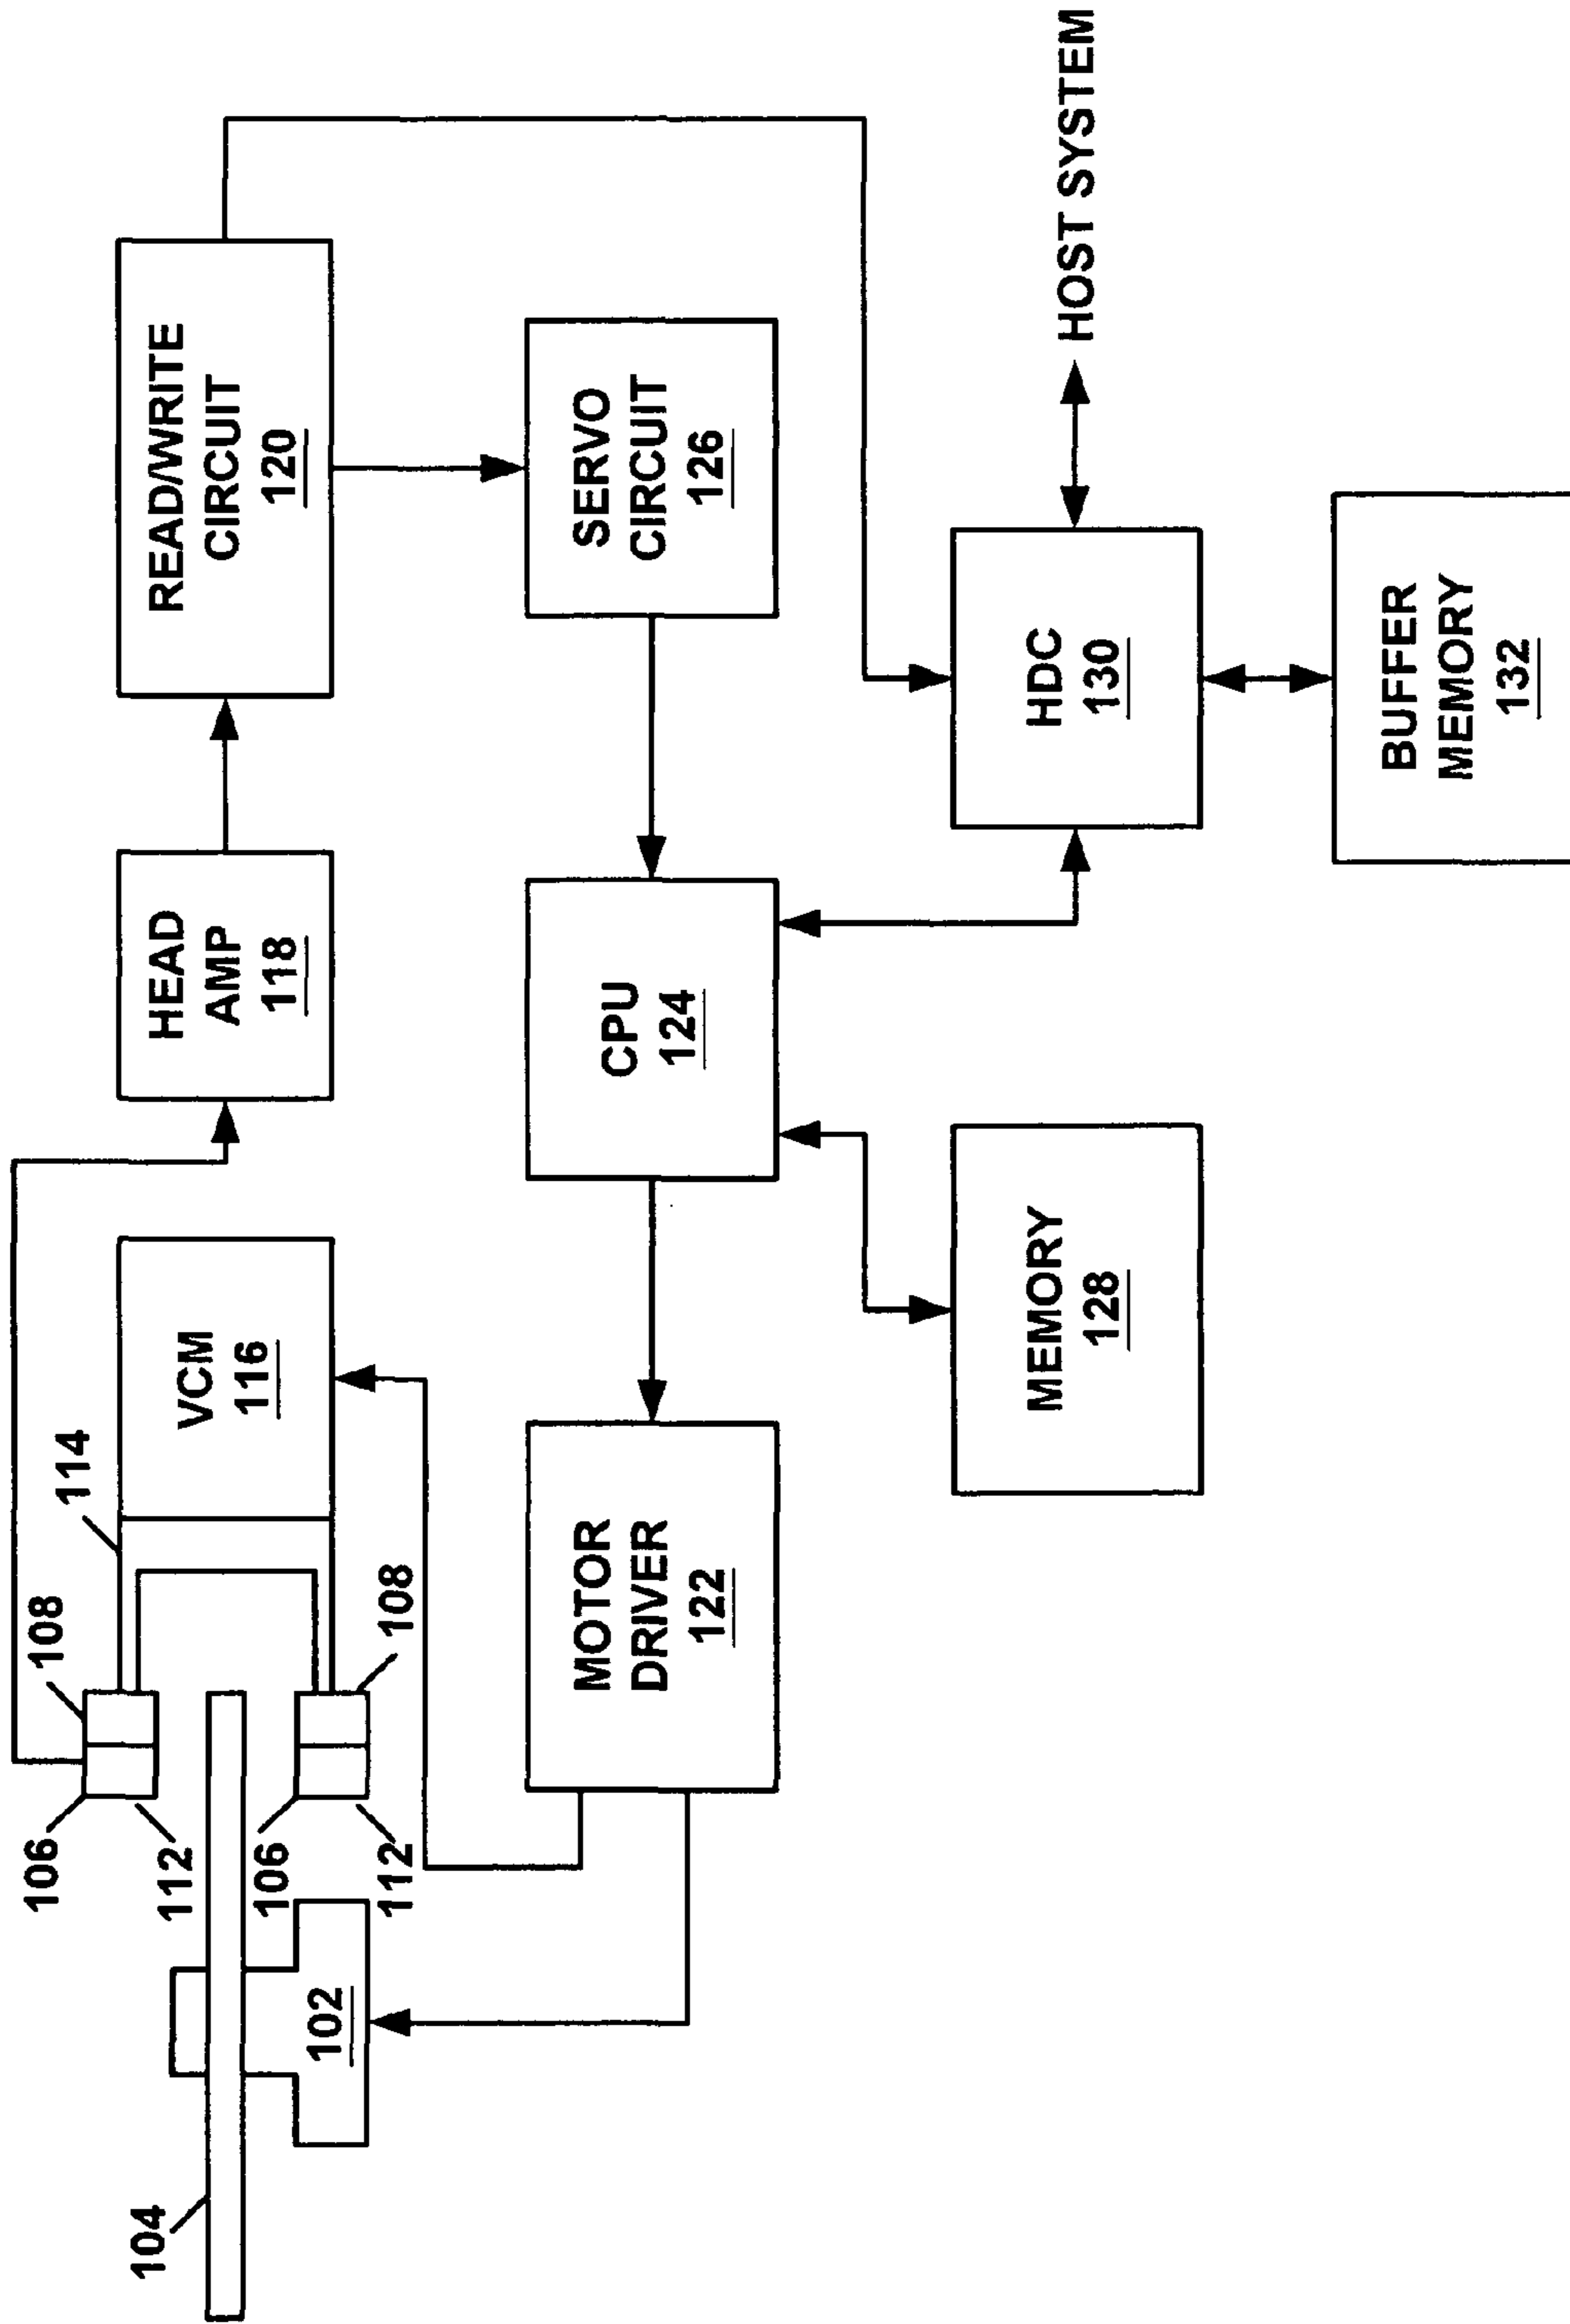 108
114
VCM
116
HEAD
AMP
118
READ/WRITE
CIRCUIT
120
106
112
104
106
112
108
102
MOTOR
DRIVER
122
CPU
124
SERVO
CIRCUIT
126
MEMORY
128
HDC
130
HOST SYSTEM
BUFFER
MEMORY
132